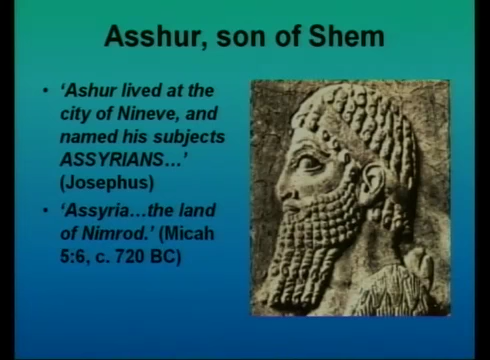 Asshur, son of Shem
• ‘Ashur lived at the
city of Nineve, and
named his subjects
ASSYRIANS…’
(Josephus)
• ‘Assyria…the land
of Nimrod.’ (Micah
5:6, c. 720 BC)